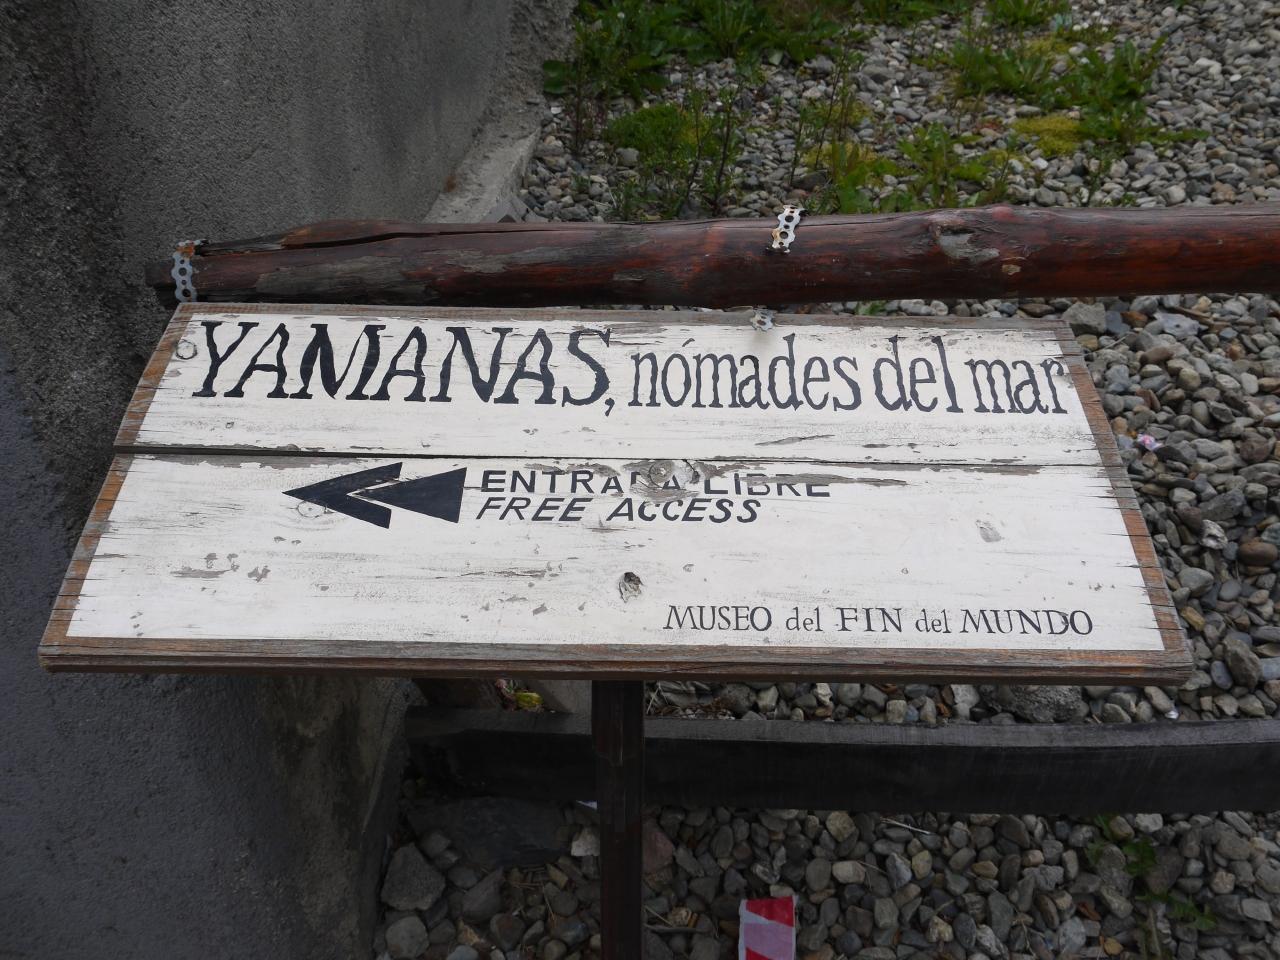 YAMANAS, nómades del mar
ENTRADA LIBRE
FREE ACCESS
MUSEO del FIN del MUNDO